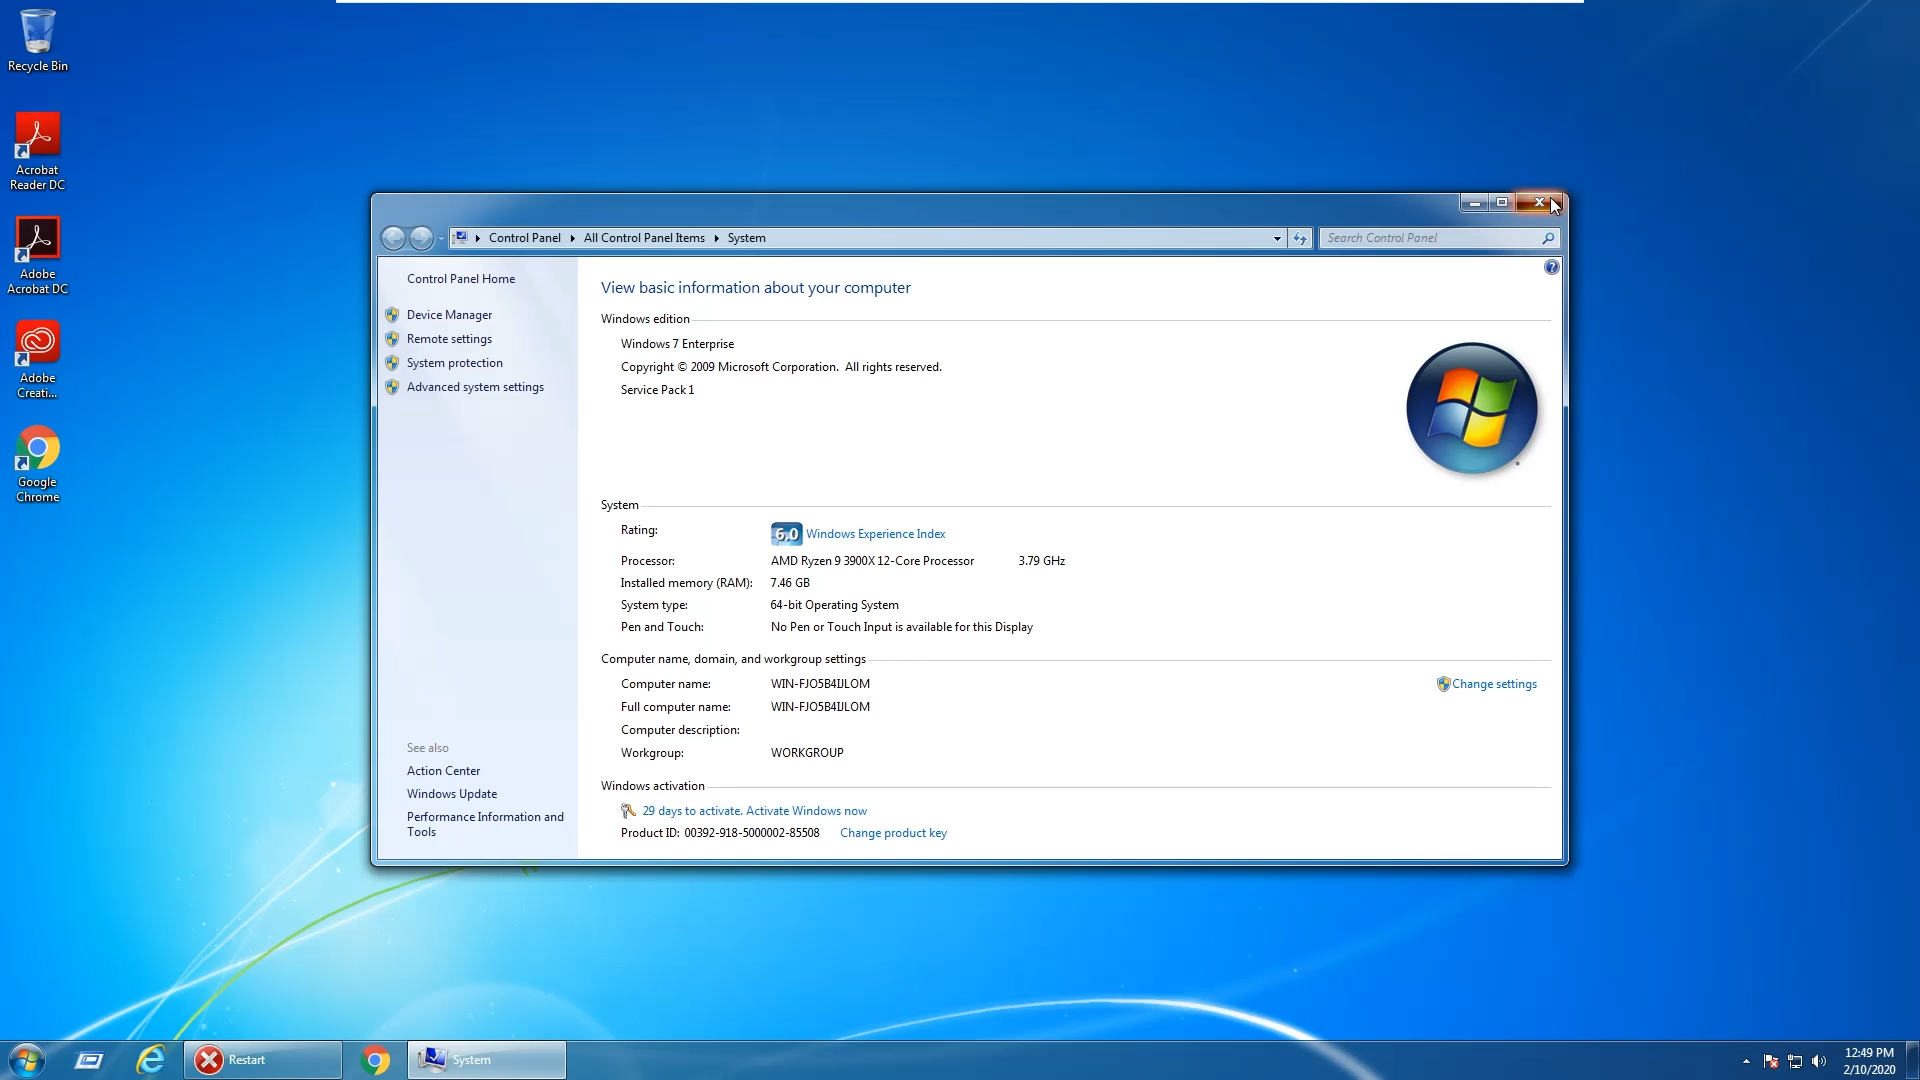 Recycle Bin
Acrobat
Reader DC
Adobe
Acrobat DC
Adobe
Creati...
Google
Chrome
Control Panel
All Control Panel Items
System
Search Control Panel
Control Panel Home
Device Manager
Remote settings
System protection
Advanced system settings
See also
Action Center
Windows Update
Performance Information and
Tools
View basic information about your computer
Windows edition
Windows 7 Enterprise
Copyright © 2009 Microsoft Corporation. All rights reserved.
Service Pack 1
System
Rating: 6.0 Windows Experience Index
Processor: AMD Ryzen 9 3900X 12-Core Processor 3.79 GHz
Installed memory (RAM): 7.46 GB
System type: 64-bit Operating System
Pen and Touch: No Pen or Touch Input is available for this Display
Computer name, domain, and workgroup settings
Computer name: WIN-FJO5B4IJLOM
Change settings
Full computer name: WIN-FJO5B4IJLOM
Computer description:
Workgroup: WORKGROUP
Windows activation
29 days to activate. Activate Windows now
Product ID: 00392-918-5000002-85508 Change product key
Restart
System
12:49 PM
2/10/2020